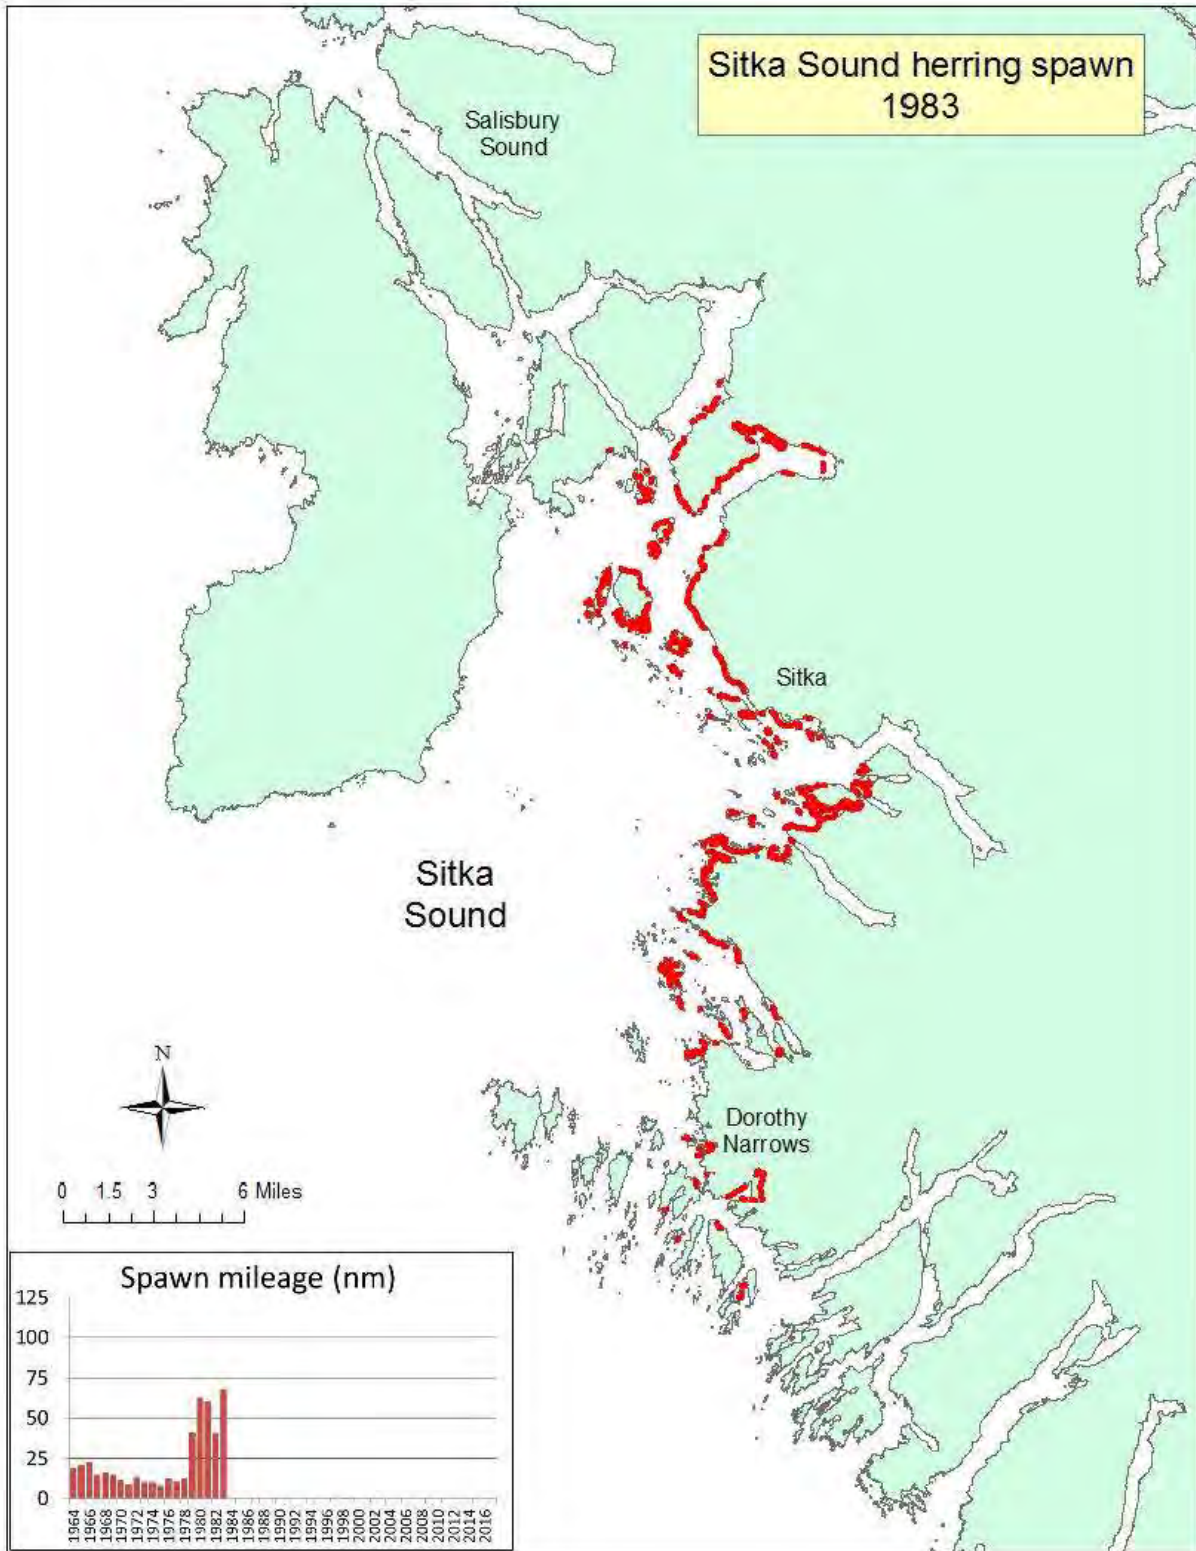 Sitka Sound herring spawn
1983
Salisbury
Sound
Sitka
Sitka
Sound
N
Dorothy
Narrows
0 1.5 3 6 Miles
Spawn mileage (nm)
125
100
75
50
25
0
1964 1966 1968 1970 1972 1974 1976 1978 1980 1982 1984 1986 1988 1990 1992 1994 1996 1998 2000 2002 2004 2006 2008 2010 2012 2014 2016